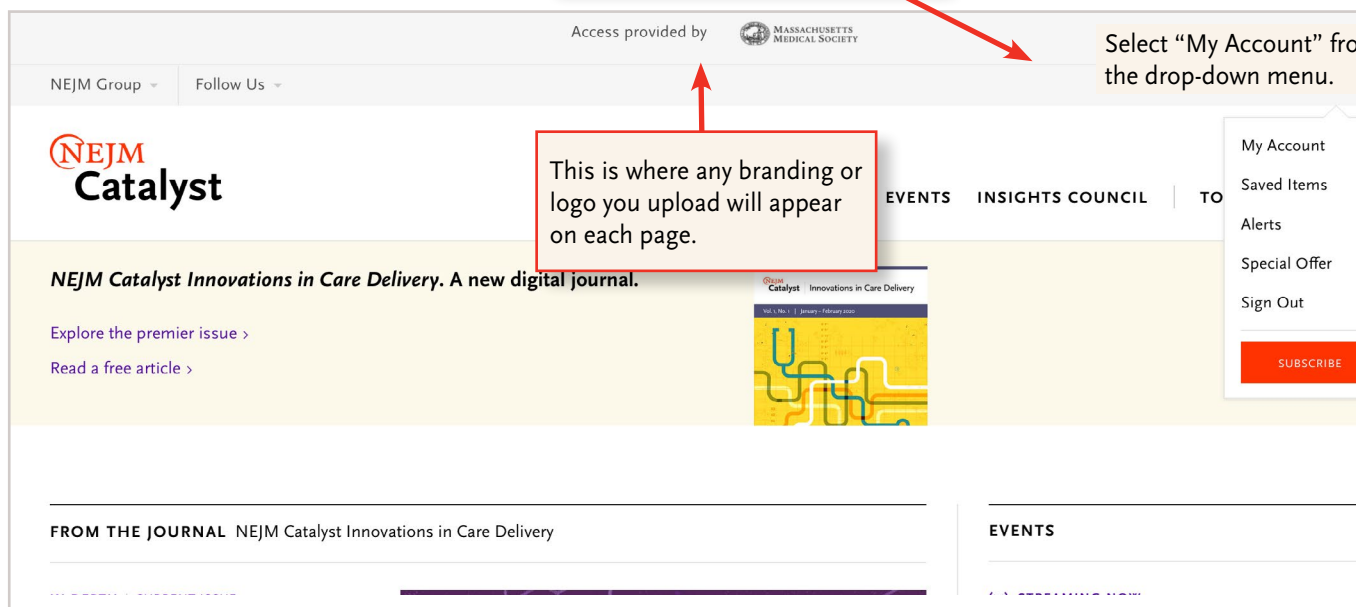 Access provided by
MASSACHUSETTS
MEDICAL SOCIETY
Select “My Account” fro
the drop-down menu.
NEJM Group
Follow Us
NEJM
Catalyst
This is where any branding or
logo you upload will appear
on each page.
EVENTS INSIGHTS COUNCIL TO
My Account
Saved Items
Alerts
Special Offer
Sign Out
SUBSCRIBE
NEJM Catalyst Innovations in Care Delivery. A new digital journal.
Explore the premier issue >
Read a free article >
NEJM
Catalyst Innovations in Care Delivery
Vol. 1, No. 1 | January – February 2020
FROM THE JOURNAL NEJM Catalyst Innovations in Care Delivery
EVENTS